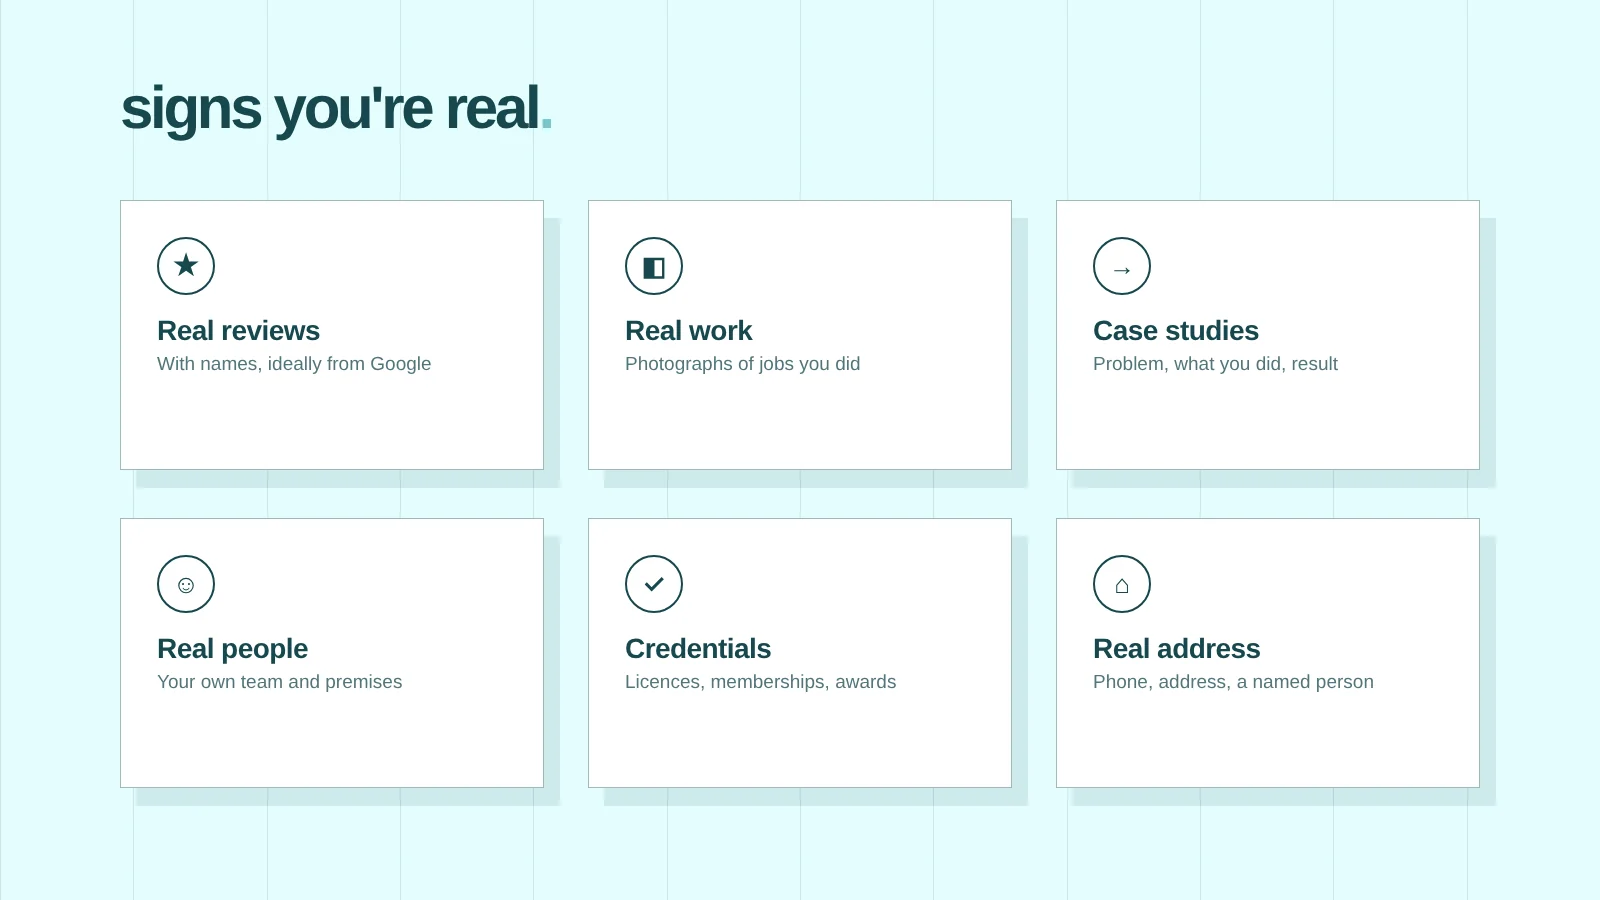 signs you're real.
Real reviews
With names, ideally from Google
Real work
Photographs of jobs you did
Case studies
Problem, what you did, result
Real people
Your own team and premises
Credentials
Licences, memberships, awards
Real address
Phone, address, a named person